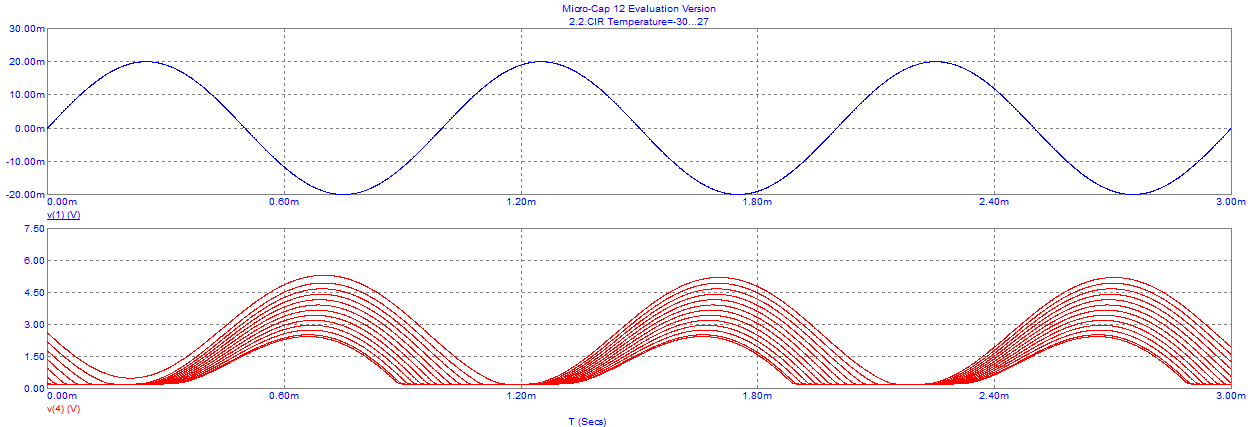 Micro-Cap 12 Evaluation Version
2.2.CIR Temperature=-30...27
30.00m
20.00m
10.00m
0.00m
-10.00m
-20.00m
0.00m 0.60m 1.20m 1.80m 2.40m 3.00m
v(1) (V)
7.50
6.00
4.50
3.00
1.50
0.00
0.00m 0.60m 1.20m 1.80m 2.40m 3.00m
v(4) (V)
T (Secs)